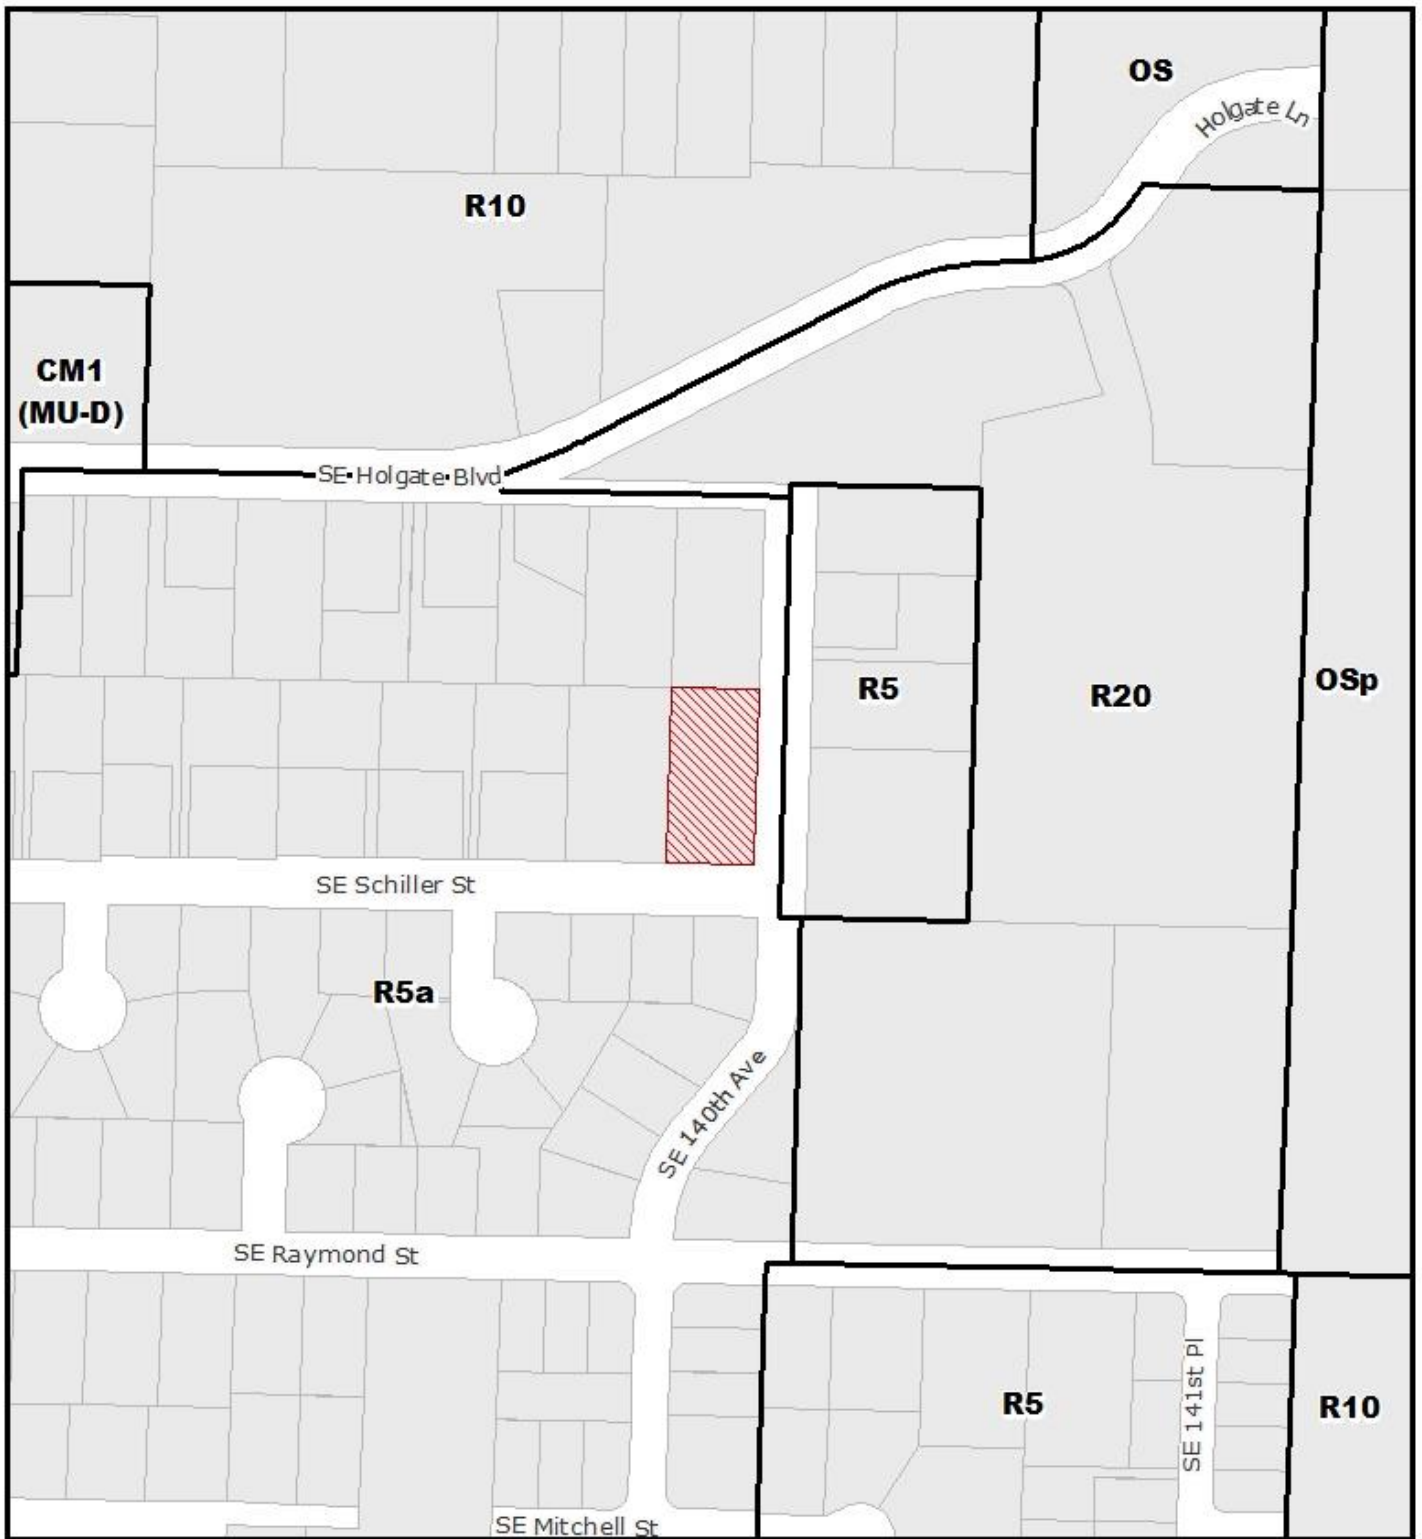 OS
Holgate Ln
R10
CM1
(MU-D)
SE Holgate Blvd
R5
R20
OSp
SE Schiller St
R5a
SE 140th Ave
SE Raymond St
SE 141st Pl
R5
R10
SE Mitchell St